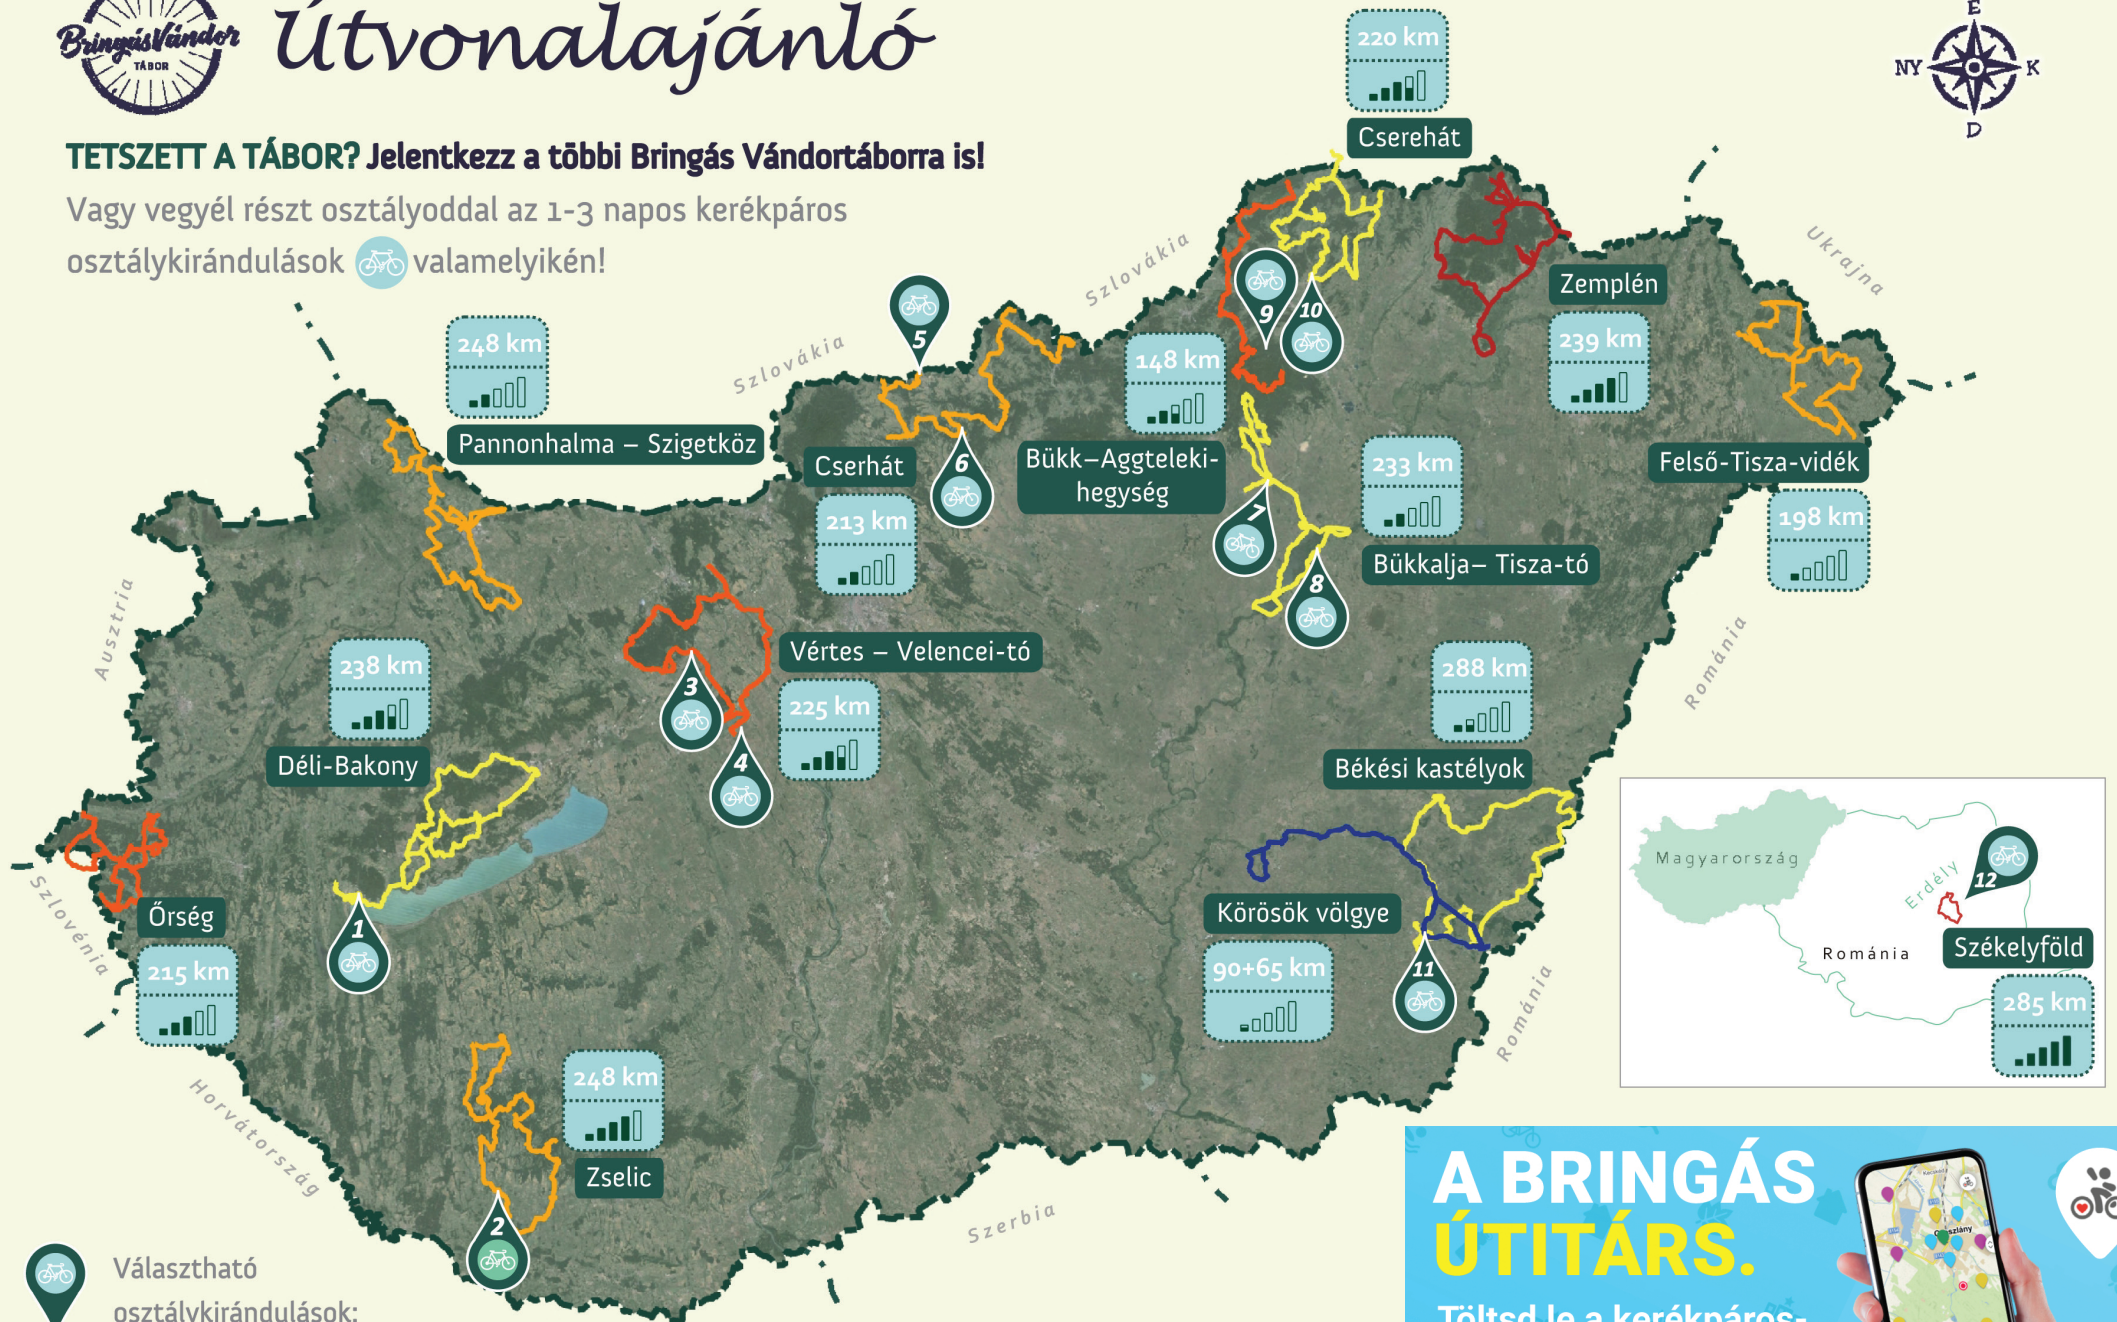 BringásVándor
TÁBOR
Útvonalajánló
TETSZETT A TÁBOR? Jelentkezz a többi Bringás Vándortáborra is!
Vagy vegyél részt osztályoddal az 1-3 napos kerékpáros
osztálykirándulások valamelyikén!
É
NY
K
D
220 km
Cserehát
Szlovákia
Szlovákia
Ukrajna
Zemplén
239 km
5
9
10
248 km
Pannonhalma – Szigetköz
148 km
Bükk–Aggteleki-
hegység
Cserhát
213 km
6
233 km
Bükkalja– Tisza-tó
7
8
Felső-Tisza-vidék
198 km
Ausztria
Románia
238 km
Déli-Bakony
Vértes – Velencei-tó
225 km
3
4
288 km
Békési kastélyok
Szlovénia
Őrség
215 km
1
Körösök völgye
90+65 km
11
Románia
Magyarország
Erdély
12
Románia
Székelyföld
285 km
Horvátország
248 km
Zselic
2
Szerbia
Választható
osztálykirándulások:
A BRINGÁS
ÚTITÁRS.
Töltsd le a kerékpáros-